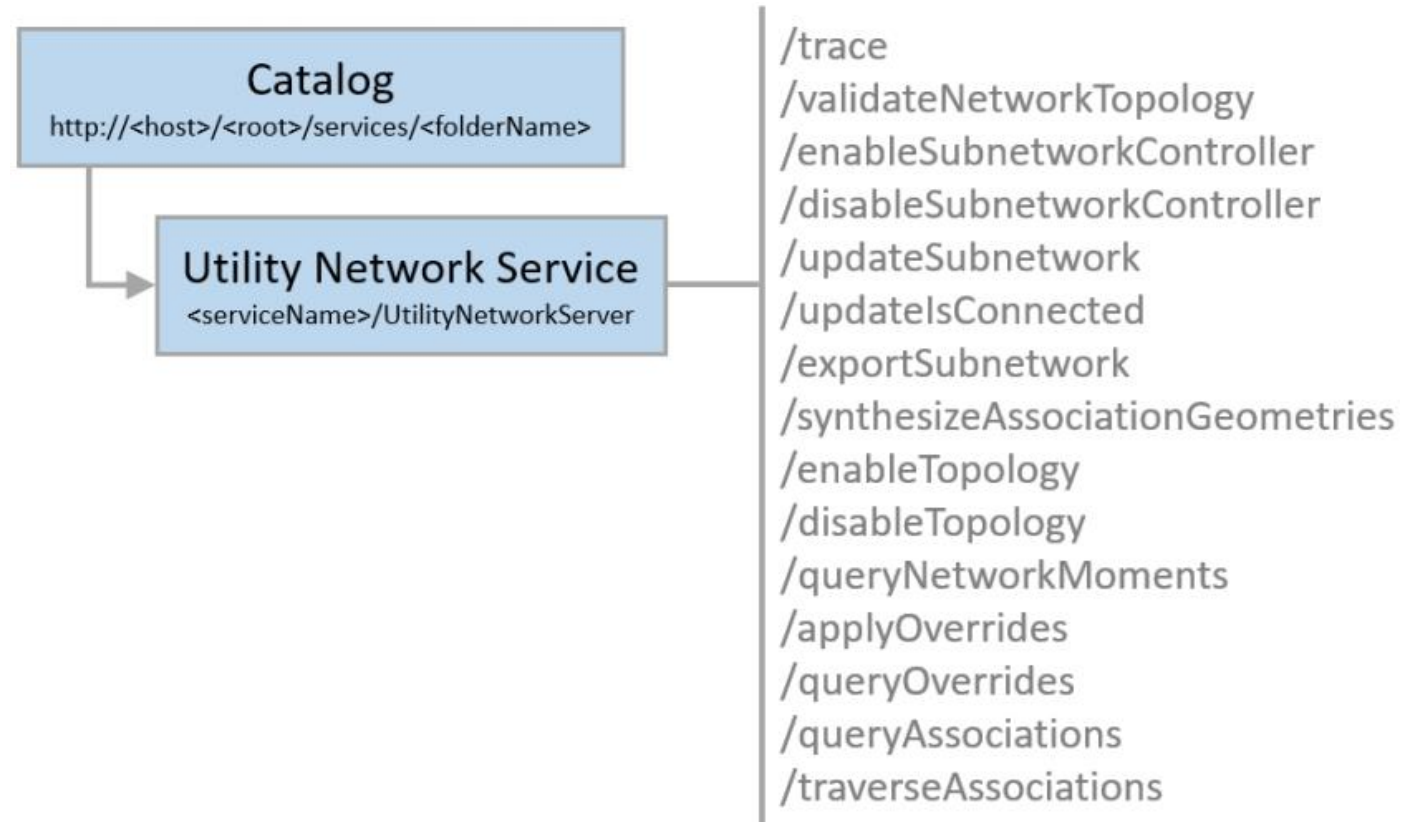 Catalog
http://<host>/<root>/services/<folderName>
Utility Network Service
<serviceName>/UtilityNetworkServer
/trace
/validateNetworkTopology
/enableSubnetworkController
/disableSubnetworkController
/updateSubnetwork
/updateIsConnected
/exportSubnetwork
/synthesizeAssociationGeometries
/enableTopology
/disableTopology
/queryNetworkMoments
/applyOverrides
/queryOverrides
/queryAssociations
/traverseAssociations